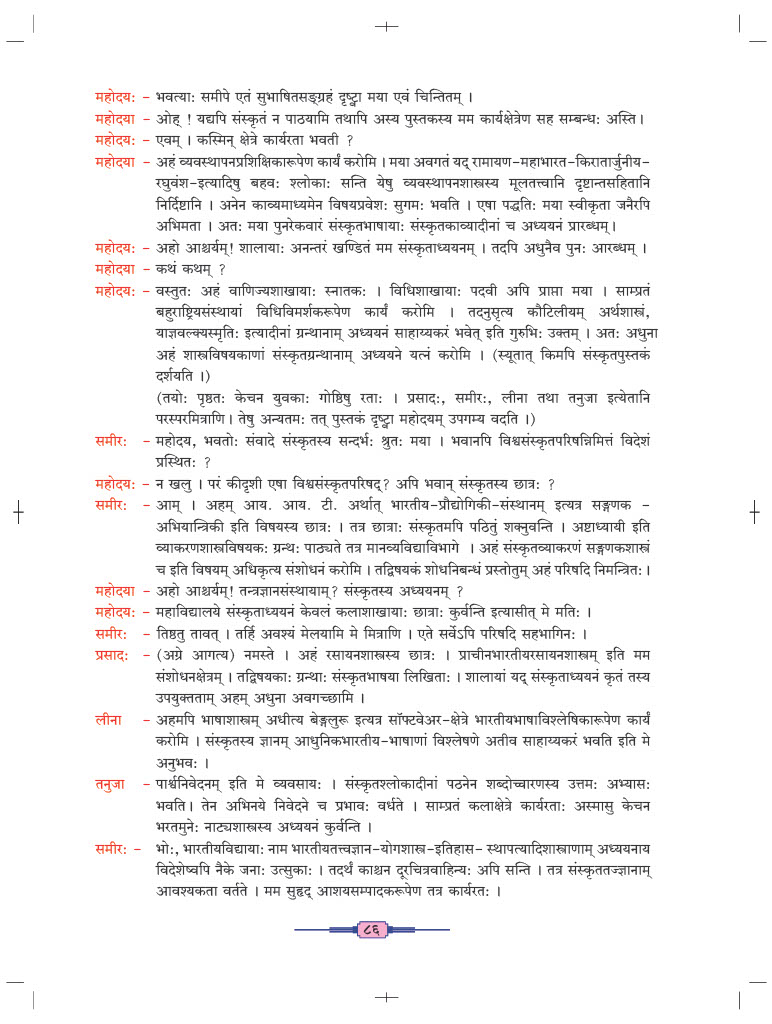 महोदय: – भवत्या: समीपे एतं सुभाषितसङ्ग्रहं दृष्ट्वा मया एवं चिन्तितम् ।
महोदया – ओह् ! यद्यपि संस्कृतं न पाठयामि तथापि अस्य पुस्तकस्य मम कार्यक्षेत्रेण सह सम्बन्ध: अस्ति।
महोदय: – एवम् । कस्मिन् क्षेत्रे कार्यरता भवती ?
महोदया – अहं व्यवस्थापनप्रशिक्षिकारूपेण कार्यं करोमि । मया अवगतं यद् रामायण-महाभारत-किरातार्जुनीय-
रघुवंश-इत्यादिषु बहव: श्लोका: सन्ति येषु व्यवस्थापनशास्त्रस्य मूलतत्त्वानि दृष्टान्तसहितानि
निर्दिष्टानि । अनेन काव्यमाध्यमेन विषयप्रवेश: सुगम: भवति । एषा पद्धति: मया स्वीकृता जनैरपि
अभिमता । अत: मया पुनरेकवारं संस्कृतभाषाया: संस्कृतकाव्यादीनां च अध्ययनं प्रारब्धम्।
महोदय: – अहो आश्चर्यम्! शालाया: अनन्तरं खण्डितं मम संस्कृताध्ययनम् । तदपि अधुनैव पुन: आरब्धम् ।
महोदया – कथं कथम् ?
महोदय: – वस्तुत: अहं वाणिज्यशाखाया: स्नातक: । विधिशाखाया: पदवी अपि प्राप्ता मया । साम्प्रतं
बहुराष्ट्रियसंस्थायां विधिविमर्शकरूपेण कार्यं करोमि । तदनुसृत्य कौटिलीयम् अर्थशास्त्रं,
याज्ञवल्क्यस्मृति: इत्यादीनां ग्रन्थानाम् अध्ययनं साहाय्यकरं भवेत् इति गुरुभि: उक्तम् । अत: अधुना
अहं शास्त्रविषयकाणां संस्कृतग्रन्थानाम् अध्ययने यत्नं करोमि । (स्यूतात् किमपि संस्कृतपुस्तकं
दर्शयति ।)
(तयो: पृष्ठत: केचन युवका: गोष्ठिषु रता: । प्रसाद:, समीर:, लीना तथा तनुजा इत्येतानि
परस्परमित्राणि। तेषु अन्यतम: तत् पुस्तकं दृष्ट्वा महोदयम् उपगम्य वदति ।)
समीर: – महोदय, भवतो: संवादे संस्कृतस्य सन्दर्भ: श्रुत: मया । भवानपि विश्वसंस्कृतपरिषन्निमित्तं विदेशं
प्रस्थित: ?
महोदय: – न खलु । परं कीदृशी एषा विश्वसंस्कृतपरिषद्? अपि भवान् संस्कृतस्य छात्र: ?
समीर: – आम् । अहम् आय. आय. टी. अर्थात् भारतीय-प्रौद्योगिकी-संस्थानम् इत्यत्र सङ्गणक -
अभियान्त्रिकी इति विषयस्य छात्र: । तत्र छात्रा: संस्कृतमपि पठितुं शक्नुवन्ति । अष्टाध्यायी इति
व्याकरणशास्त्रविषयक: ग्रन्थ: पाठ्यते तत्र मानव्यविद्याविभागे । अहं संस्कृतव्याकरणं सङ्गणकशास्त्रं
च इति विषयम् अधिकृत्य संशोधनं करोमि । तद्विषयकं शोधनिबन्धं प्रस्तोतुम् अहं परिषदि निमन्त्रित:।
महोदया – अहो आश्चर्यम्! तन्त्रज्ञानसंस्थायाम्? संस्कृतस्य अध्ययनम् ?
महोदय: – महाविद्यालये संस्कृताध्ययनं केवलं कलाशाखाया: छात्रा: कुर्वन्ति इत्यासीत् मे मति: ।
समीर: – तिष्ठतु तावत् । तर्हि अवश्यं मेलयामि मे मित्राणि । एते सर्वेऽपि परिषदि सहभागिन: ।
प्रसाद: – (अग्रे आगत्य) नमस्ते । अहं रसायनशास्त्रस्य छात्र: । प्राचीनभारतीयरसायनशास्त्रम् इति मम
संशोधनक्षेत्रम् । तद्विषयका: ग्रन्था: संस्कृतभाषया लिखिता: । शालायां यद् संस्कृताध्ययनं कृतं तस्य
उपयुक्तताम् अहम् अधुना अवगच्छामि ।
लीना – अहमपि भाषाशास्त्रम् अधीत्य बेङ्गलुरू इत्यत्र सॉफ्टवेअर-क्षेत्रे भारतीयभाषाविश्लेषिकारूपेण कार्यं
करोमि । संस्कृतस्य ज्ञानम् आधुनिकभारतीय-भाषाणां विश्लेषणे अतीव साहाय्यकरं भवति इति मे
अनुभव: ।
तनुजा – पार्श्वनिवेदनम् इति मे व्यवसाय: । संस्कृतश्लोकादीनां पठनेन शब्दोच्चारणस्य उत्तम: अभ्यास:
भवति। तेन अभिनये निवेदने च प्रभाव: वर्धते । साम्प्रतं कलाक्षेत्रे कार्यरता: अस्मासु केचन
भरतमुने: नाट्यशास्त्रस्य अध्ययनं कुर्वन्ति ।
समीर: – भो:, भारतीयविद्याया: नाम भारतीयतत्त्वज्ञान-योगशास्त्र-इतिहास- स्थापत्यादिशास्त्राणाम् अध्ययनाय
विदेशेष्वपि नैके जना: उत्सुका: । तदर्थं काश्चन दूरचित्रवाहिन्य: अपि सन्ति । तत्र संस्कृततज्ज्ञानाम्
आवश्यकता वर्तते । मम सुहृद् आशयसम्पादकरूपेण तत्र कार्यरत: ।
८६